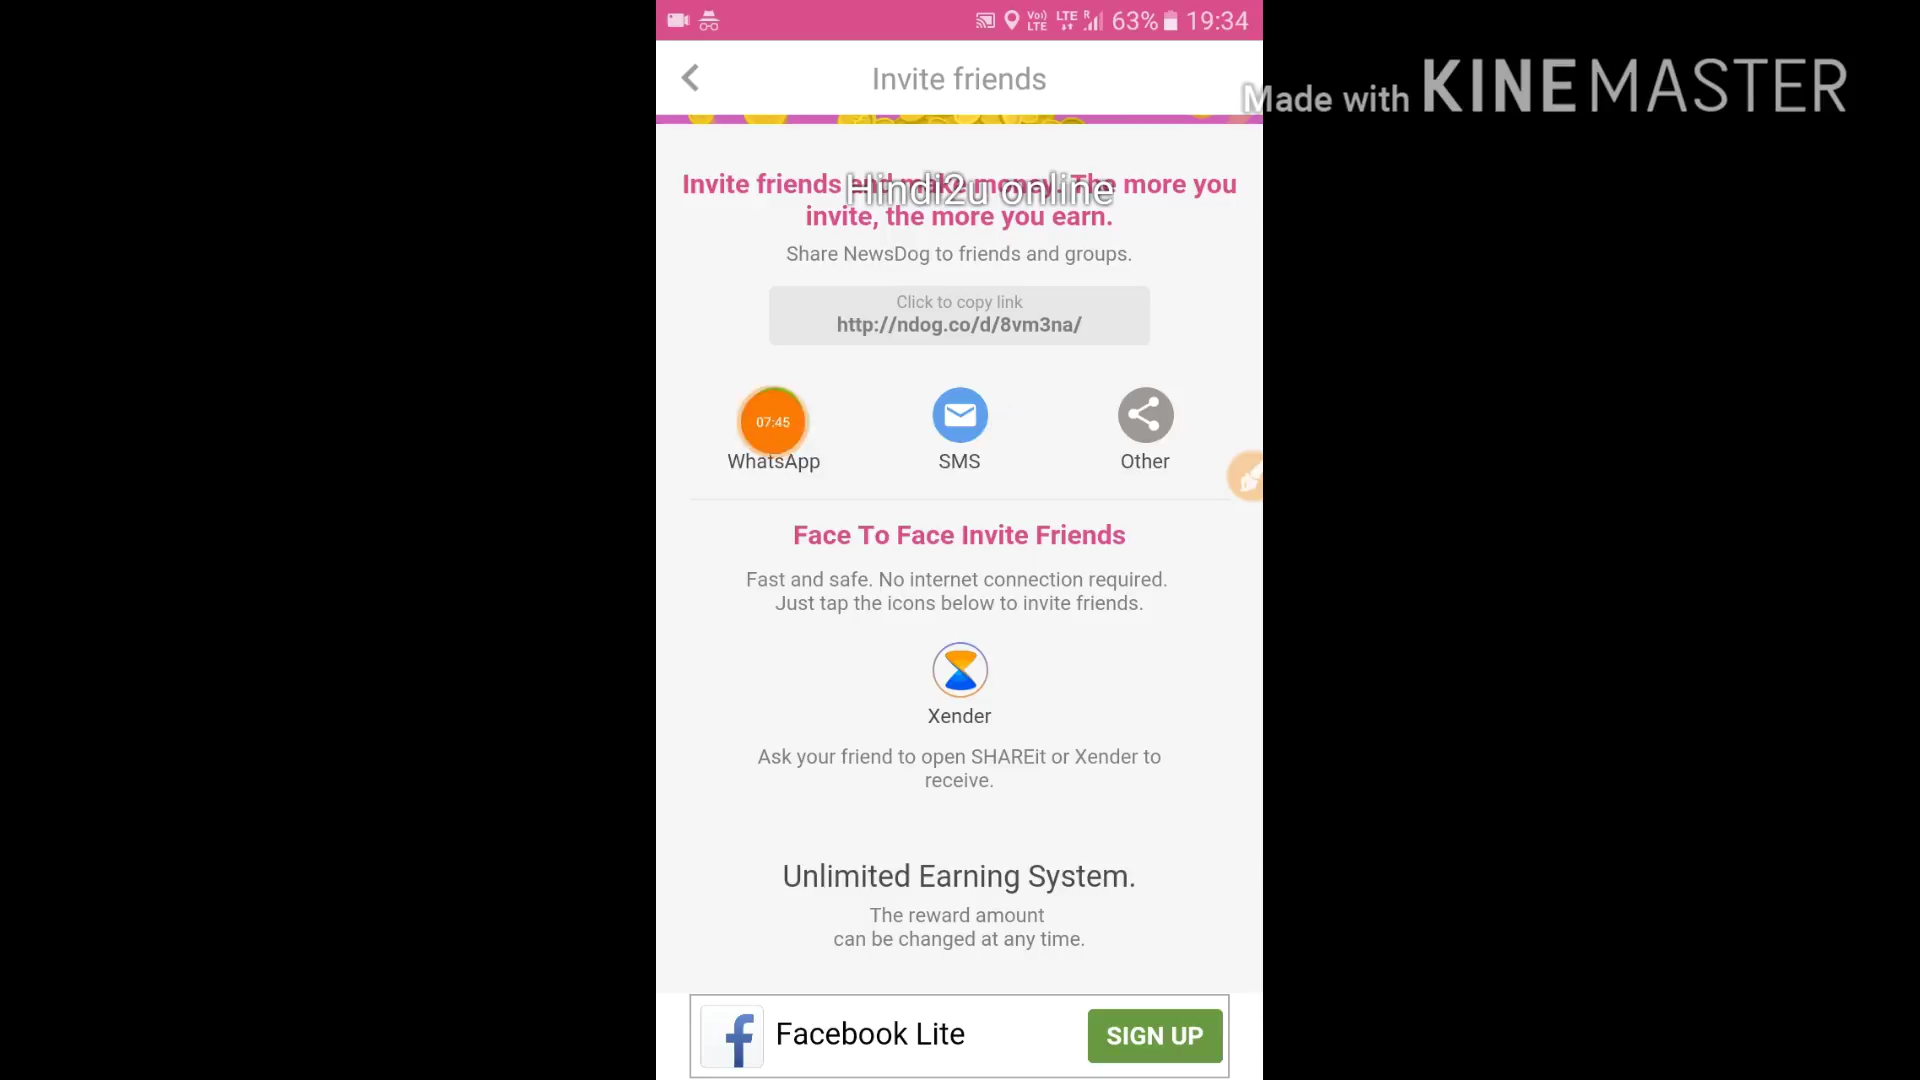 63% 19:34
Invite friends
Made with KINEMASTER
Invite friends and make money. The more you
Hindi2u online
invite, the more you earn.
Share NewsDog to friends and groups.
Click to copy link
http://ndog.co/d/8vm3na/
07:45
WhatsApp
SMS
Other
Face To Face Invite Friends
Fast and safe. No internet connection required.
Just tap the icons below to invite friends.
Xender
Ask your friend to open SHAREit or Xender to
receive.
Unlimited Earning System.
The reward amount
can be changed at any time.
Facebook Lite
SIGN UP